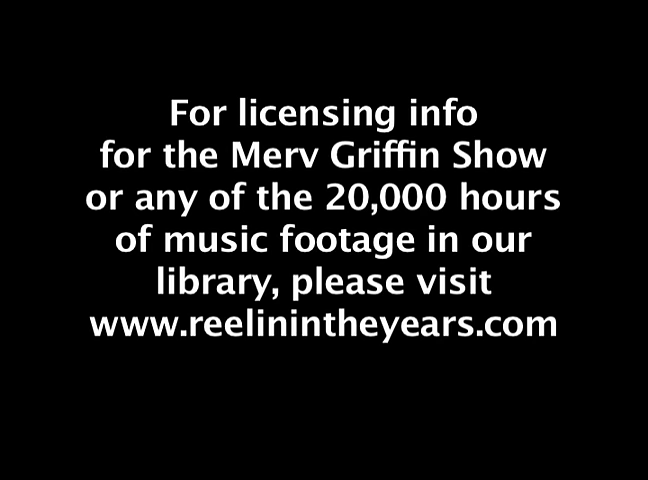 For licensing info
for the Merv Griffin Show
or any of the 20,000 hours
of music footage in our
library, please visit
www.reelinintheyears.com